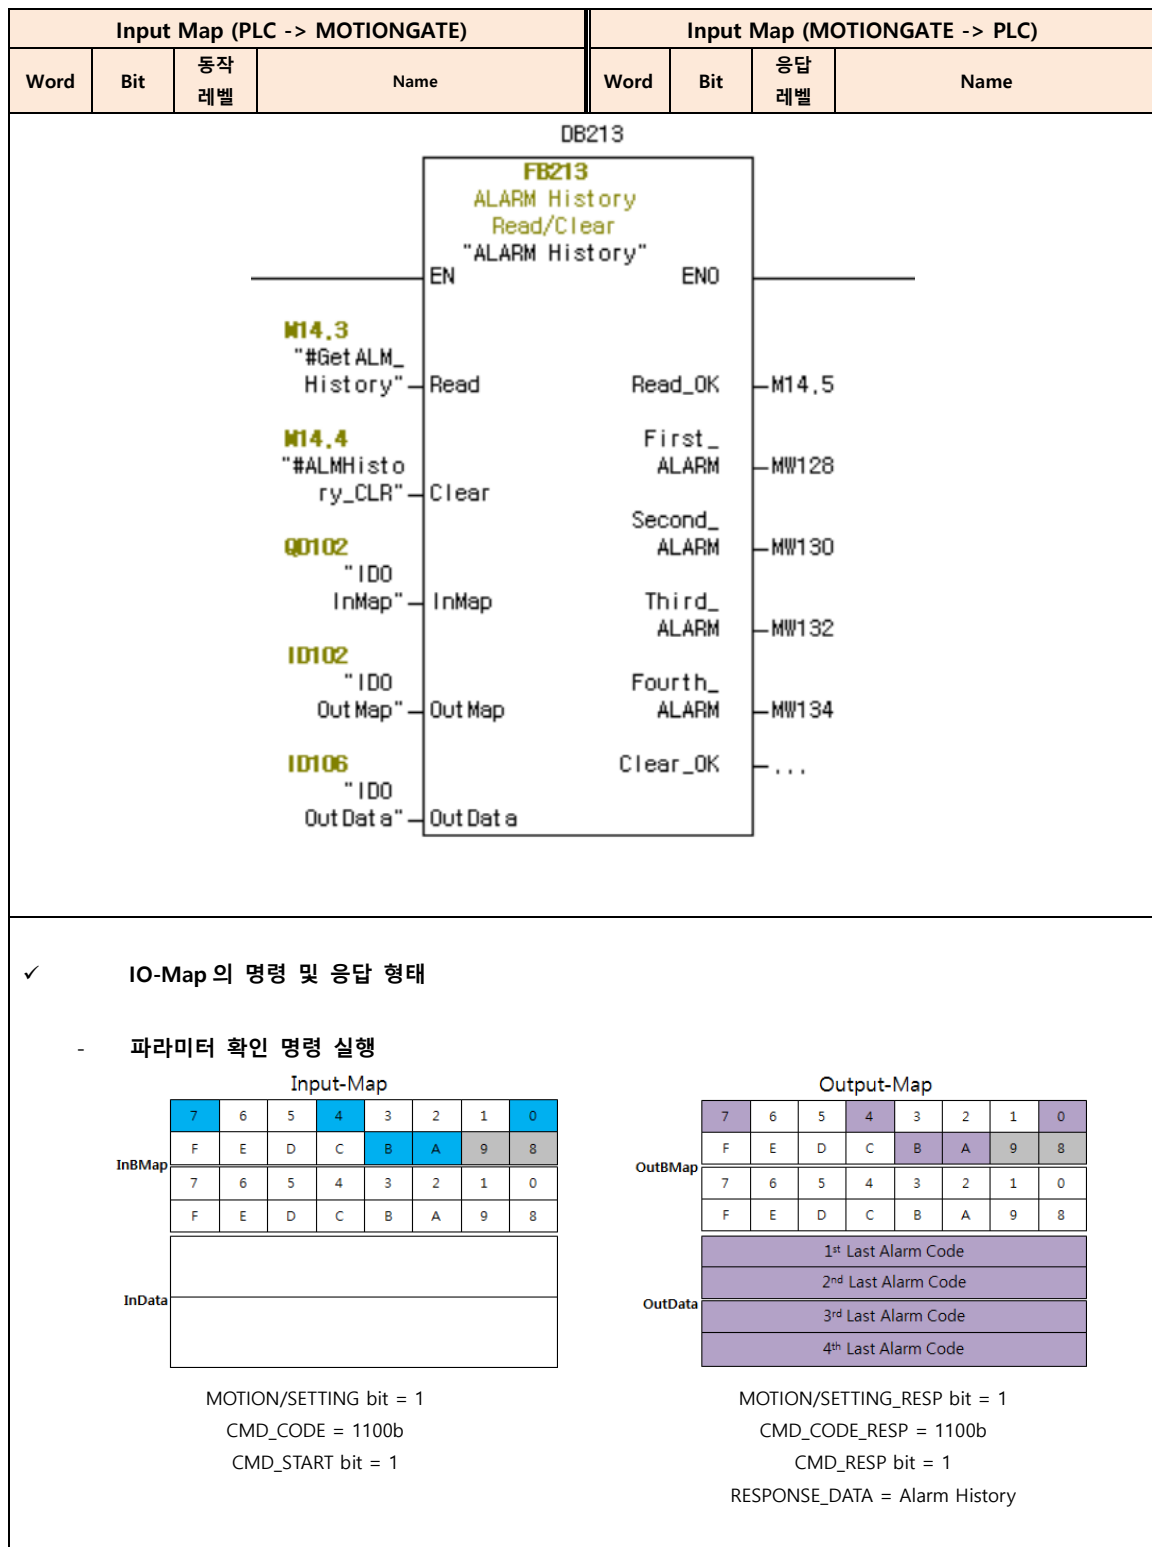 Input Map (PLC -> MOTIONGATE) Input Map (MOTIONGATE -> PLC)
Word Bit 동작 레벨 Name Word Bit 응답 레벨 Name
DB213
FB213
ALARM History
Read/Clear
"ALARM History"
EN ENO
M14.3
"#GetALM_
History" Read Read_OK M14.5
M14.4
"#ALMHisto
ry_CLR" Clear
First_
ALARM MW128
Second_
ALARM MW130
QD102
"IDO
InMap" InMap
Third_
ALARM MW132
ID102
"IDO
OutMap" OutMap
Fourth_
ALARM MW134
ID106
"IDO
OutData" OutData
Clear_OK ...
✓ IO-Map 의 명령 및 응답 형태
- 파라미터 확인 명령 실행
Input-Map
7 6 5 4 3 2 1 0
F E D C B A 9 8
InBMap
7 6 5 4 3 2 1 0
F E D C B A 9 8
InData
MOTION/SETTING bit = 1
CMD_CODE = 1100b
CMD_START bit = 1
Output-Map
7 6 5 4 3 2 1 0
F E D C B A 9 8
OutBMap
7 6 5 4 3 2 1 0
F E D C B A 9 8
1st Last Alarm Code
2nd Last Alarm Code
OutData
3rd Last Alarm Code
4th Last Alarm Code
MOTION/SETTING_RESP bit = 1
CMD_CODE_RESP = 1100b
CMD_RESP bit = 1
RESPONSE_DATA = Alarm History